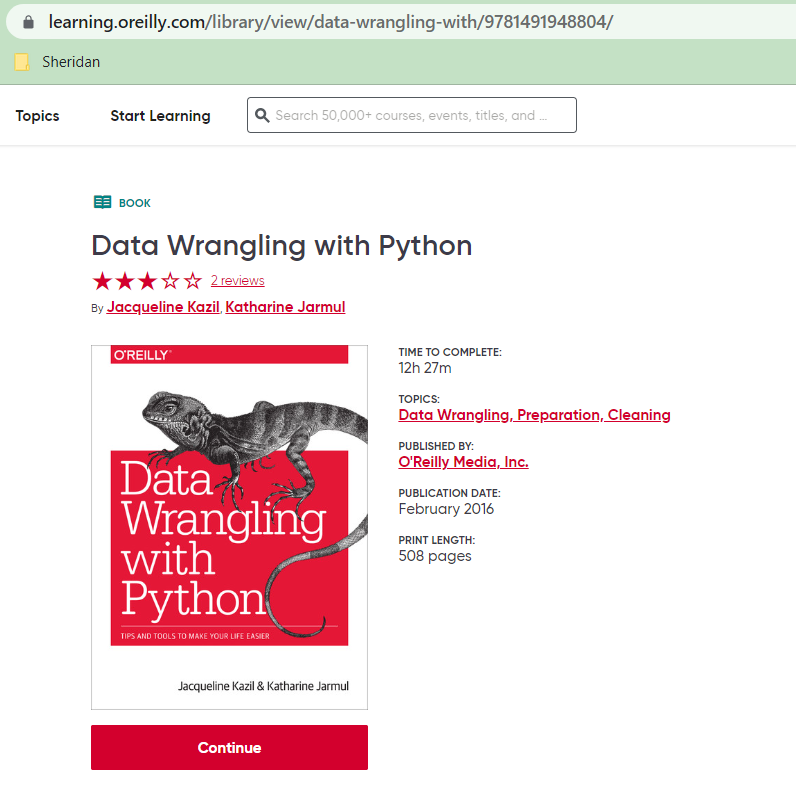 learning.oreilly.com/library/view/data-wrangling-with/9781491948804/
Sheridan
Topics
Start Learning
Search 50,000+ courses, events, titles, and ...
BOOK
Data Wrangling with Python
2 reviews
By Jacqueline Kazil, Katharine Jarmul
O'REILLY®
Data
Wrangling
with
Python
TIPS AND TOOLS TO MAKE YOUR LIFE EASIER
Jacqueline Kazil & Katharine Jarmul
TIME TO COMPLETE:
12h 27m
TOPICS:
Data Wrangling, Preparation, Cleaning
PUBLISHED BY:
O'Reilly Media, Inc.
PUBLICATION DATE:
February 2016
PRINT LENGTH:
508 pages
Continue